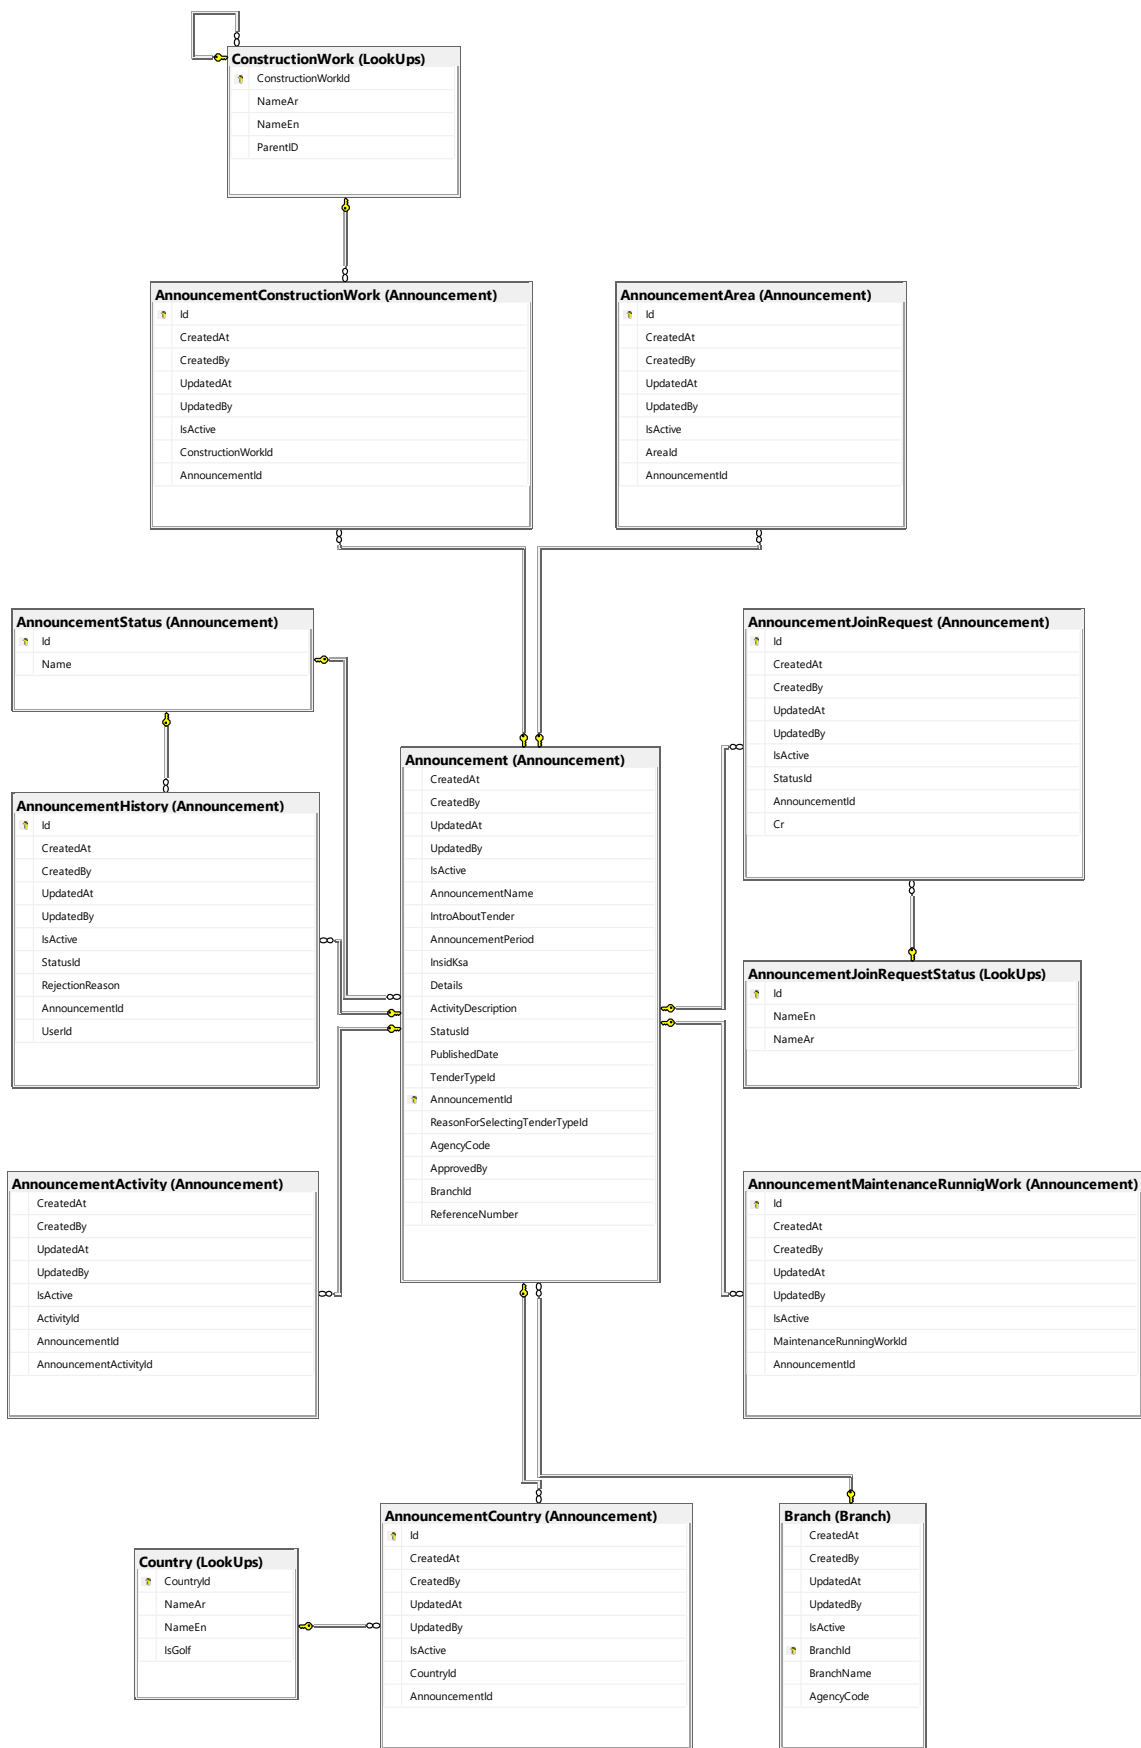 ConstructionWork (LookUps)
ConstructionWorkId
NameAr
NameEn
ParentID
AnnouncementConstructionWork (Announcement)
Id
CreatedAt
CreatedBy
UpdatedAt
UpdatedBy
IsActive
ConstructionWorkId
AnnouncementId
AnnouncementArea (Announcement)
Id
CreatedAt
CreatedBy
UpdatedAt
UpdatedBy
IsActive
AreaId
AnnouncementId
AnnouncementStatus (Announcement)
Id
Name
AnnouncementHistory (Announcement)
Id
CreatedAt
CreatedBy
UpdatedAt
UpdatedBy
IsActive
StatusId
RejectionReason
AnnouncementId
UserId
Announcement (Announcement)
CreatedAt
CreatedBy
UpdatedAt
UpdatedBy
IsActive
AnnouncementName
IntroAboutTender
AnnouncementPeriod
InsidKsa
Details
ActivityDescription
StatusId
PublishedDate
TenderTypeId
AnnouncementId
ReasonForSelectingTenderTypeId
AgencyCode
ApprovedBy
BranchId
ReferenceNumber
AnnouncementJoinRequest (Announcement)
Id
CreatedAt
CreatedBy
UpdatedAt
UpdatedBy
IsActive
StatusId
AnnouncementId
Cr
AnnouncementJoinRequestStatus (LookUps)
Id
NameEn
NameAr
AnnouncementActivity (Announcement)
CreatedAt
CreatedBy
UpdatedAt
UpdatedBy
IsActive
ActivityId
AnnouncementId
AnnouncementActivityId
AnnouncementMaintenanceRunnigWork (Announcement)
Id
CreatedAt
CreatedBy
UpdatedAt
UpdatedBy
IsActive
MaintenanceRunningWorkId
AnnouncementId
Country (LookUps)
CountryId
NameAr
NameEn
IsGolf
AnnouncementCountry (Announcement)
Id
CreatedAt
CreatedBy
UpdatedAt
UpdatedBy
IsActive
CountryId
AnnouncementId
Branch (Branch)
CreatedAt
CreatedBy
UpdatedAt
UpdatedBy
IsActive
BranchId
BranchName
AgencyCode